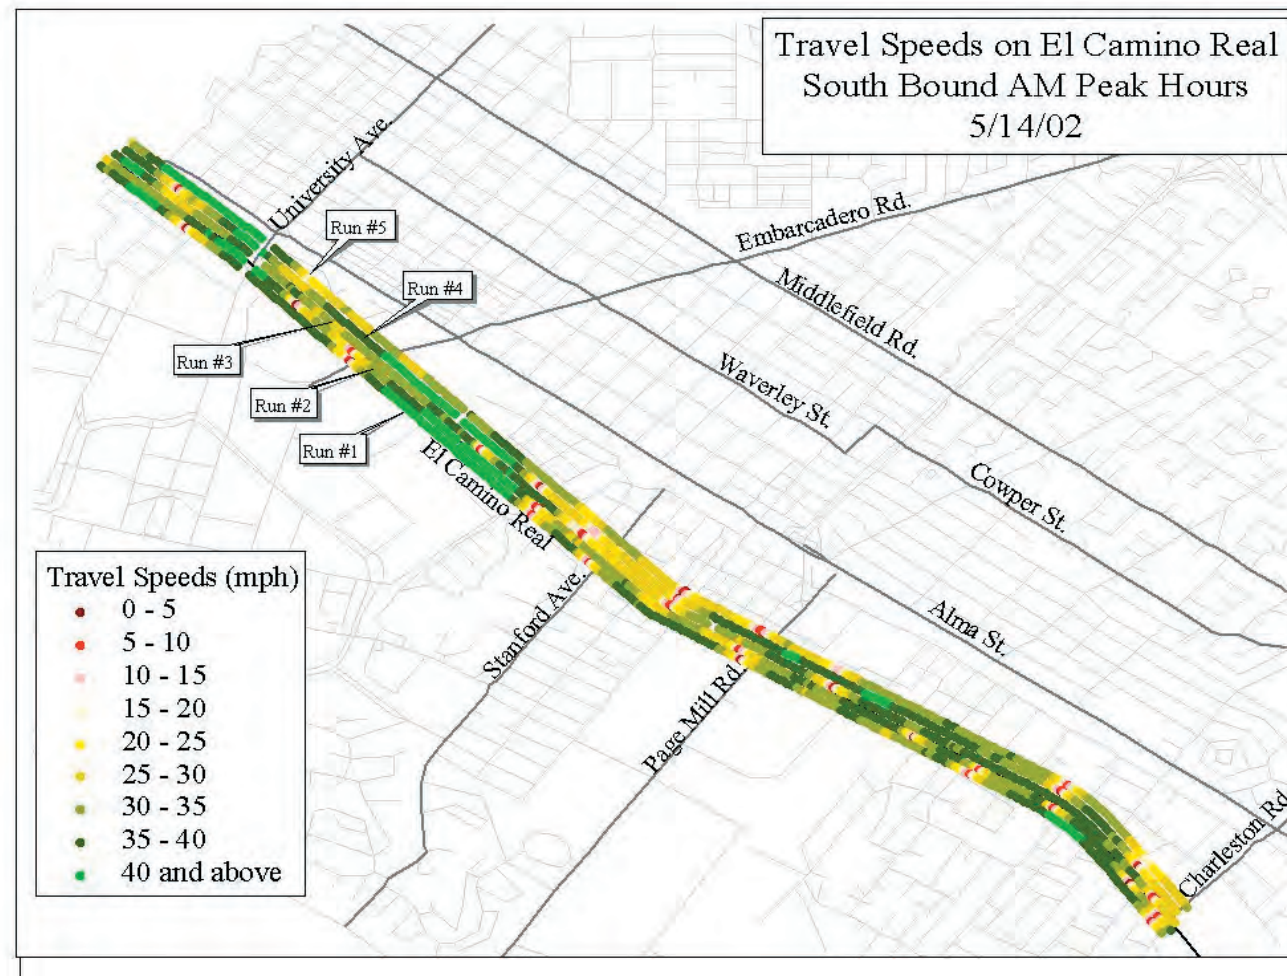 Travel Speeds on El Camino Real
South Bound AM Peak Hours
5/14/02
University Ave.
Embarcadero Rd.
Run #5
Middlefield Rd.
Run #4
Run #3
Waverley St.
Run #2
Run #1
El Camino Real
Cowper St.
Travel Speeds (mph)
0 - 5
5 - 10
10 - 15
15 - 20
20 - 25
25 - 30
30 - 35
35 - 40
40 and above
Stanford Ave.
Alma St.
Page Mill Rd.
Charleston Rd.